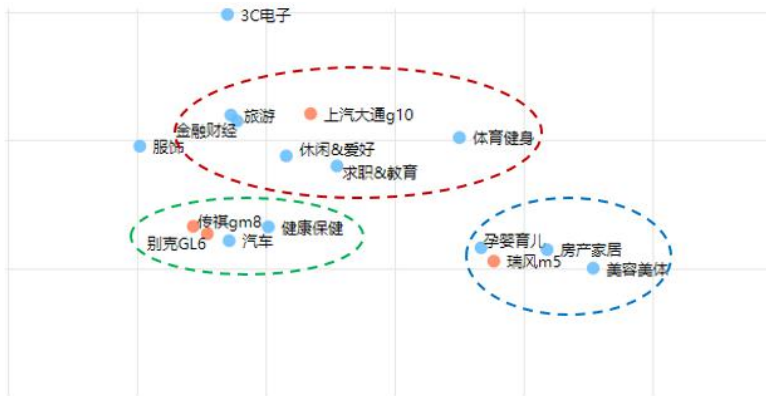 3C电子
上汽大通g10
旅游
金融财经
体育健身
服饰
休闲&爱好
求职&教育
传祺gm8
健康保健
别克GL6
汽车
孕婴育儿
房产家居
瑞风m5
美容美体